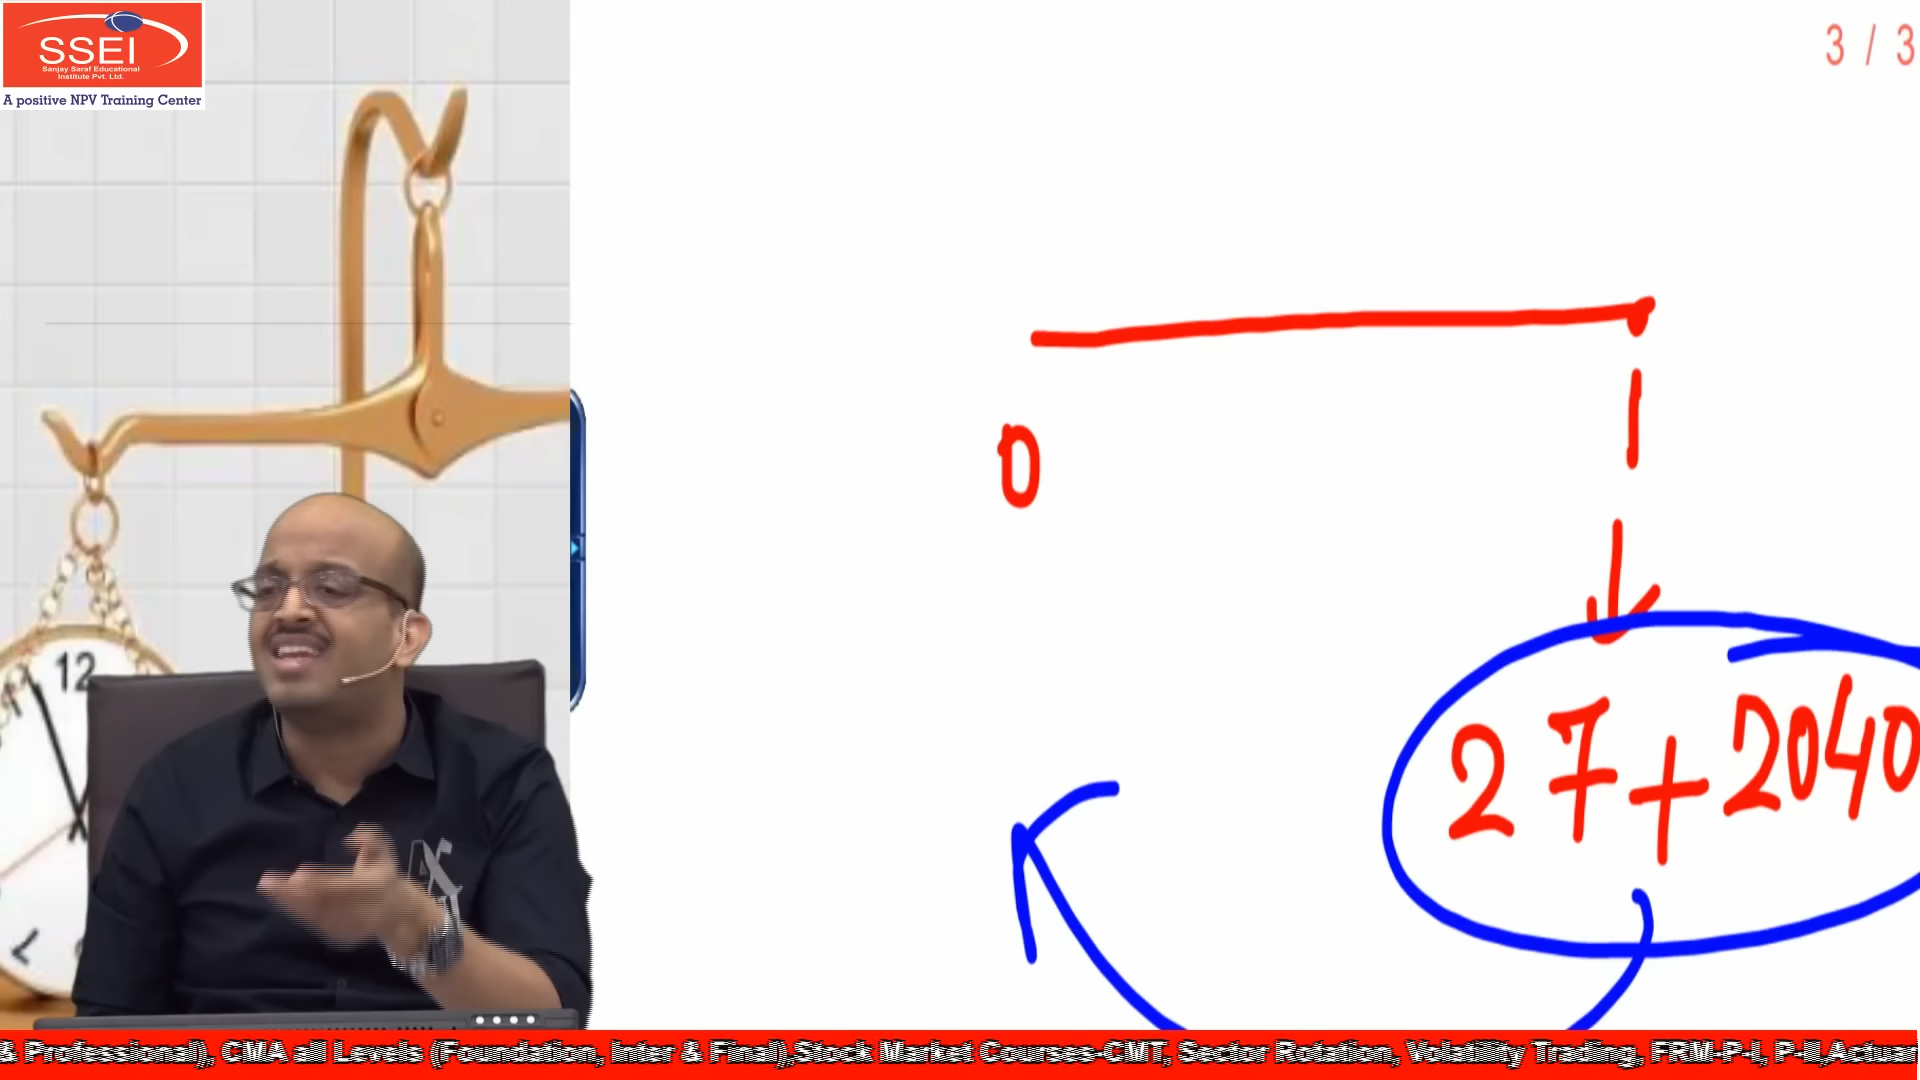 SSEI
Sanjay Saraf Educational
Institute Pvt. Ltd.
A positive NPV Training Center
3 / 3
0
1
27+2040
12
& Professional), CMA all Levels (Foundation, Inter & Final),Stock Market Courses-CMT, Sector Rotation, Volatility Trading, FRM-P-I, P-II,Actuar